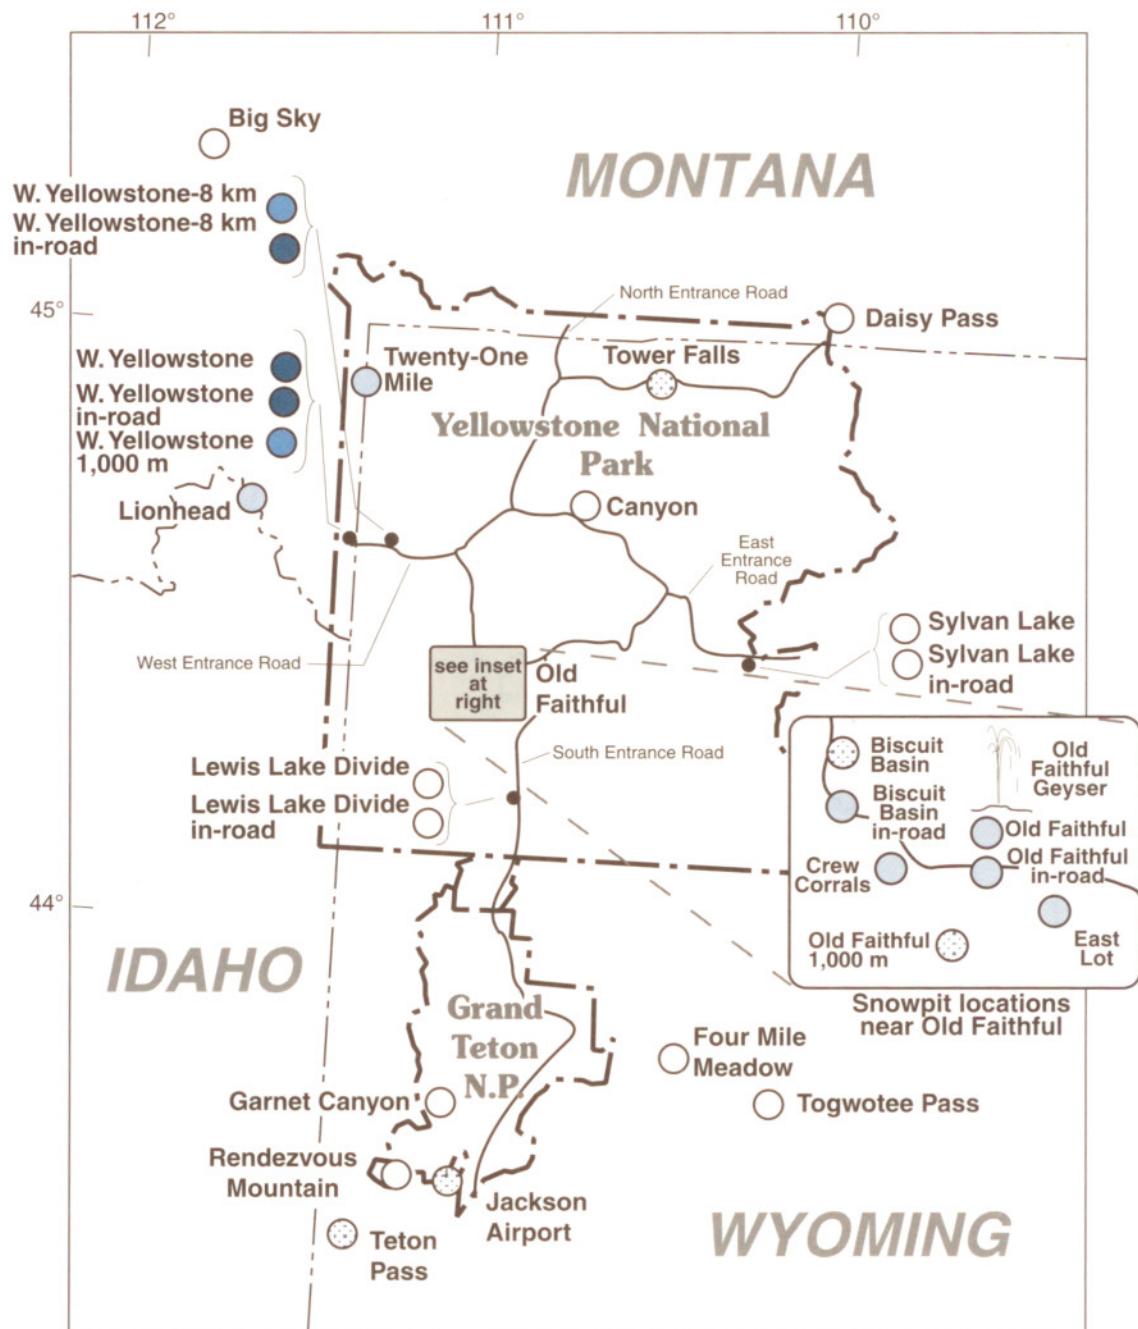 112°
111°
110°
Big Sky
MONTANA
W. Yellowstone-8 km
W. Yellowstone-8 km
in-road
North Entrance Road
45°
Daisy Pass
W. Yellowstone
Twenty-One
Mile
Tower Falls
W. Yellowstone
in-road
W. Yellowstone
1,000 m
Yellowstone National
Park
Lionhead
Canyon
East
Entrance
Road
Sylvan Lake
Sylvan Lake
in-road
West Entrance Road
see inset
at
right
Old
Faithful
South Entrance Road
Lewis Lake Divide
Lewis Lake Divide
in-road
Biscuit
Basin
Old
Faithful
Geyser
Biscuit
Basin
in-road
Old Faithful
Old Faithful
in-road
Crew
Corrals
East
Lot
Old Faithful
1,000 m
Snowpit locations
near Old Faithful
44°
IDAHO
Grand
Teton
N.P.
Four Mile
Meadow
Garnet Canyon
Togwotee Pass
Rendezvous
Mountain
Jackson
Airport
Teton
Pass
WYOMING